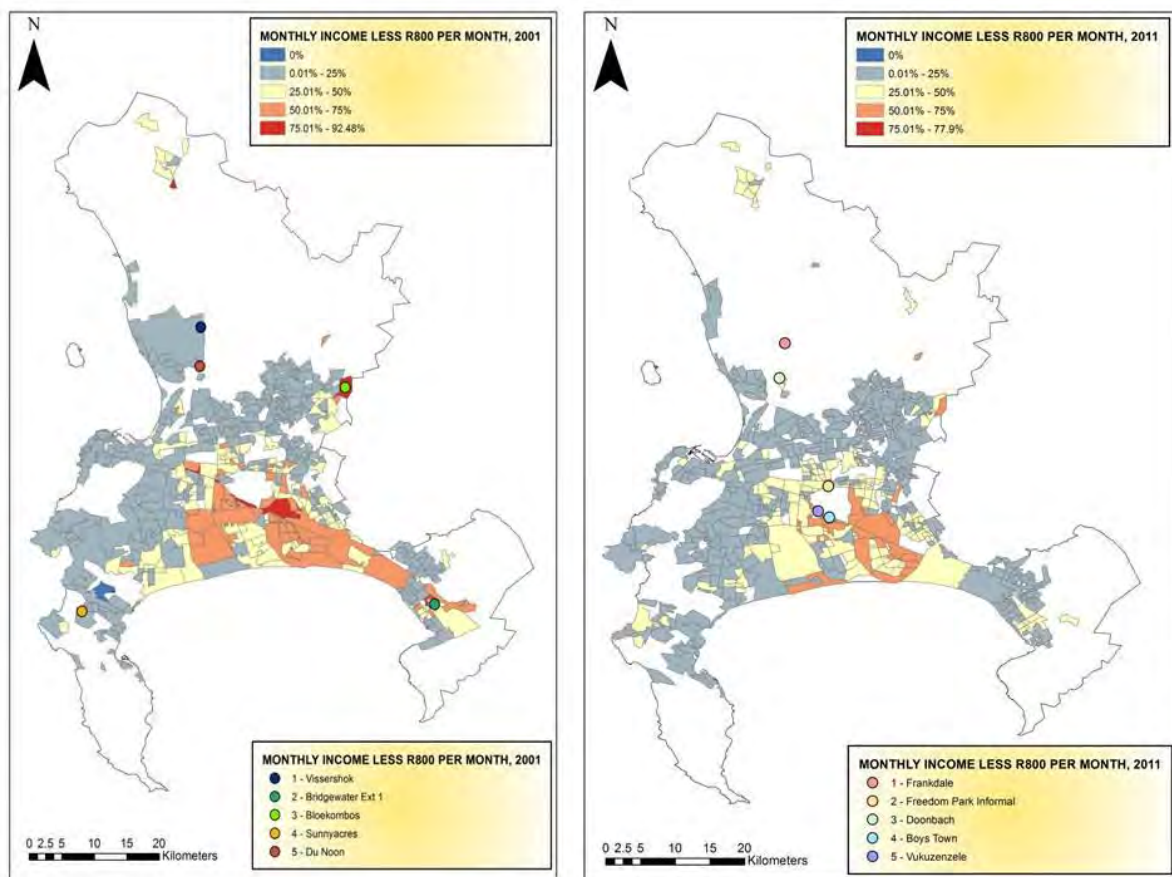 N
MONTHLY INCOME LESS R800 PER MONTH, 2001
0%
0.01% - 25%
25.01% - 50%
50.01% - 75%
75.01% - 92.48%
MONTHLY INCOME LESS R800 PER MONTH, 2001
1 - Vissershok
2 - Bridgewater Ext 1
3 - Bloekombos
4 - Sunnyacres
5 - Du Noon
0 2.5 5 10 15 20
Kilometers
N
MONTHLY INCOME LESS R800 PER MONTH, 2011
0%
0.01% - 25%
25.01% - 50%
50.01% - 75%
75.01% - 77.9%
MONTHLY INCOME LESS R800 PER MONTH, 2011
1 - Frankdale
2 - Freedom Park Informal
3 - Doonbach
4 - Boys Town
5 - Vukuzenzele
0 2.5 5 10 15 20
Kilometers